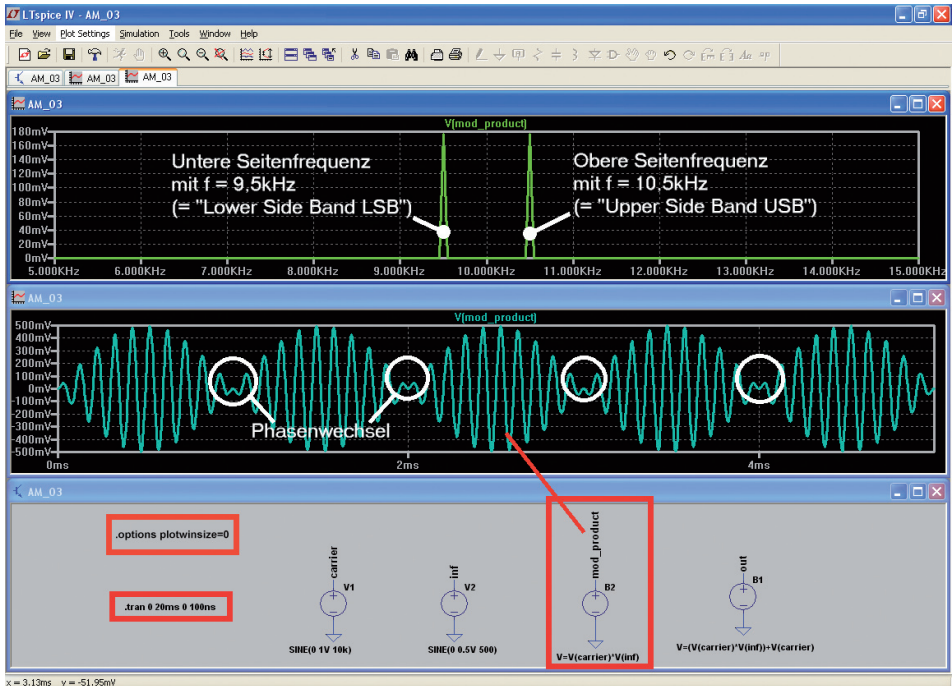 LTspice IV - AM_03
File View Plot Settings Simulation Tools Window Help
AM_03 AM_03 AM_03
AM_03
V[mod_product]
180mV
160mV
140mV
120mV
100mV
80mV
60mV
40mV
20mV
0mV
Untere Seitenfrequenz
mit f = 9,5kHz
(= "Lower Side Band LSB")
Obere Seitenfrequenz
mit f = 10,5kHz
(= "Upper Side Band USB")
5.000KHz 6.000KHz 7.000KHz 8.000KHz 9.000KHz 10.000KHz 11.000KHz 12.000KHz 13.000KHz 14.000KHz 15.000KHz
AM_03
V[mod_product]
500mV
400mV
300mV
200mV
100mV
0mV
-100mV
-200mV
-300mV
-400mV
-500mV
Phasenwechsel
0ms 2ms 4ms
AM_03
.options plotwinsize=0
.tran 0 20ms 0 100ns
carrier
V1
SINE(0 1V 10k)
inf
V2
SINE(0 0.5V 500)
mod_product
B2
V=V(carrier)*V(inf)
out
B1
V=(V(carrier)*V(inf))+V(carrier)
x = 3.13ms y = -51.95mV